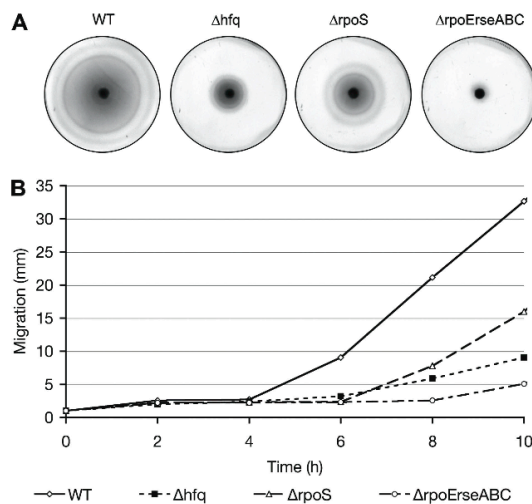 A
WT
Δhfq
ΔrpoS
ΔrpoErseABC
B
35
30
25
20
15
10
5
0
Migration (mm)
0 2 4 6 8 10
Time (h)
WT Δhfq ΔrpoS ΔrpoErseABC